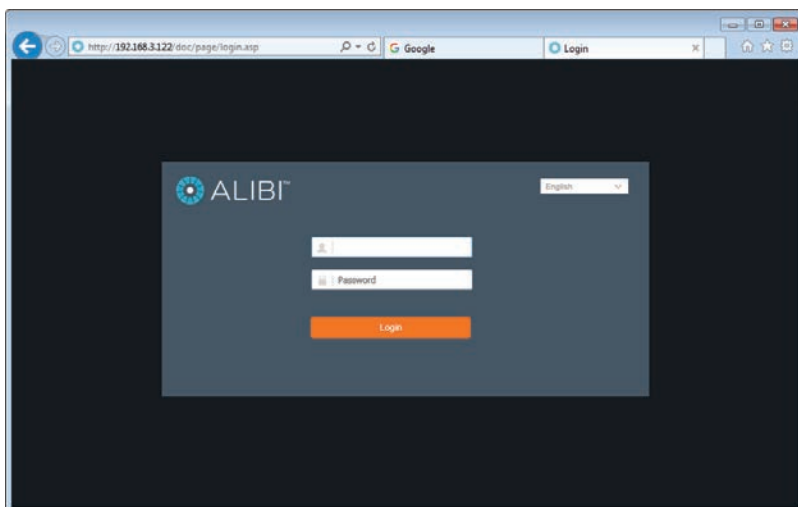 http://192.168.3.122/doc/page/login.asp
Google
Login
ALIBI™
English
Password
Login